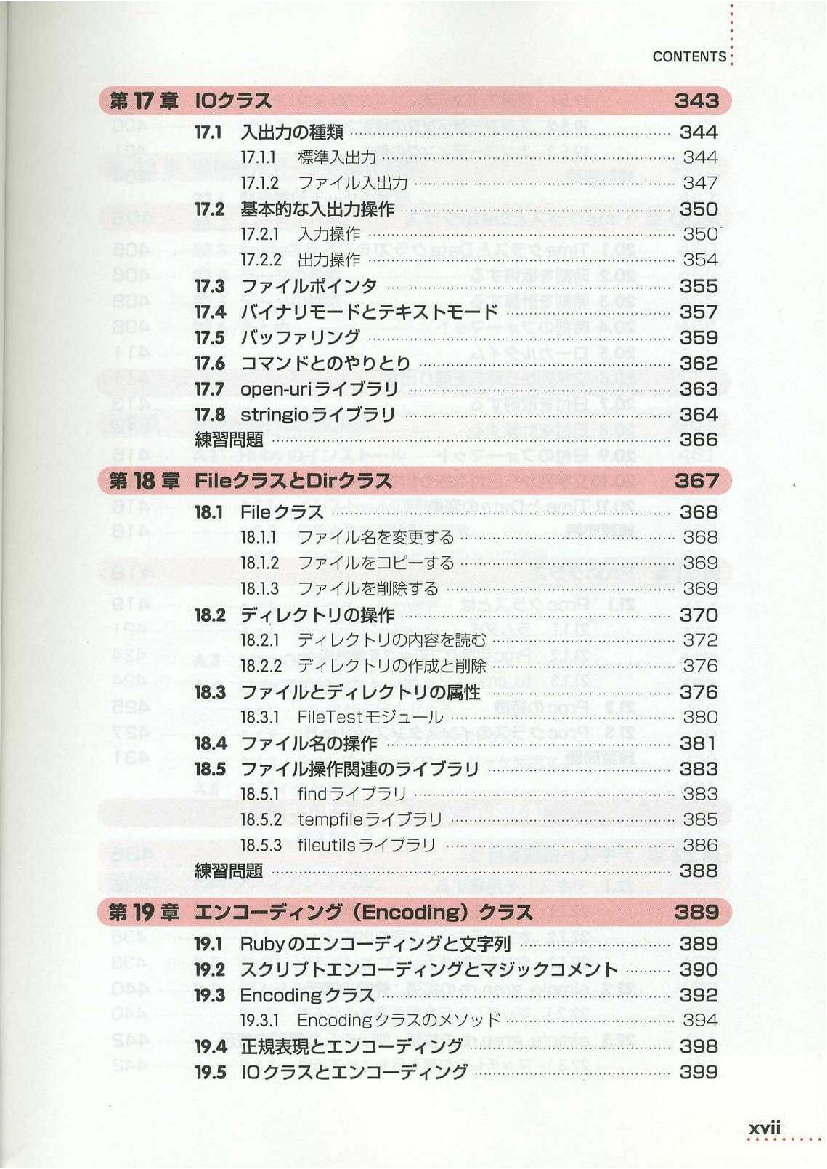 CONTENTS
第17章 IOクラス 343
17.1 入出力の種類 344
17.1.1 標準入出力 344
17.1.2 ファイル入出力 347
17.2 基本的な入出力操作 350
17.2.1 入力操作 350
17.2.2 出力操作 354
17.3 ファイルポインタ 355
17.4 バイナリモードとテキストモード 357
17.5 バッファリング 359
17.6 コマンドとのやりとり 362
17.7 open-uriライブラリ 363
17.8 stringioライブラリ 364
練習問題 366
第18章 FileクラスとDirクラス 367
18.1 Fileクラス 368
18.1.1 ファイル名を変更する 368
18.1.2 ファイルをコピーする 369
18.1.3 ファイルを削除する 369
18.2 ディレクトリの操作 370
18.2.1 ディレクトリの内容を読む 372
18.2.2 ディレクトリの作成と削除 376
18.3 ファイルとディレクトリの属性 376
18.3.1 FileTestモジュール 380
18.4 ファイル名の操作 381
18.5 ファイル操作関連のライブラリ 383
18.5.1 findライブラリ 383
18.5.2 tempfileライブラリ 385
18.5.3 fileutilsライブラリ 386
練習問題 388
第19章 エンコーディング（Encoding）クラス 389
19.1 Rubyのエンコーディングと文字列 389
19.2 スクリプトエンコーディングとマジックコメント 390
19.3 Encodingクラス 392
19.3.1 Encodingクラスのメソッド 394
19.4 正規表現とエンコーディング 398
19.5 IOクラスとエンコーディング 399
xvii